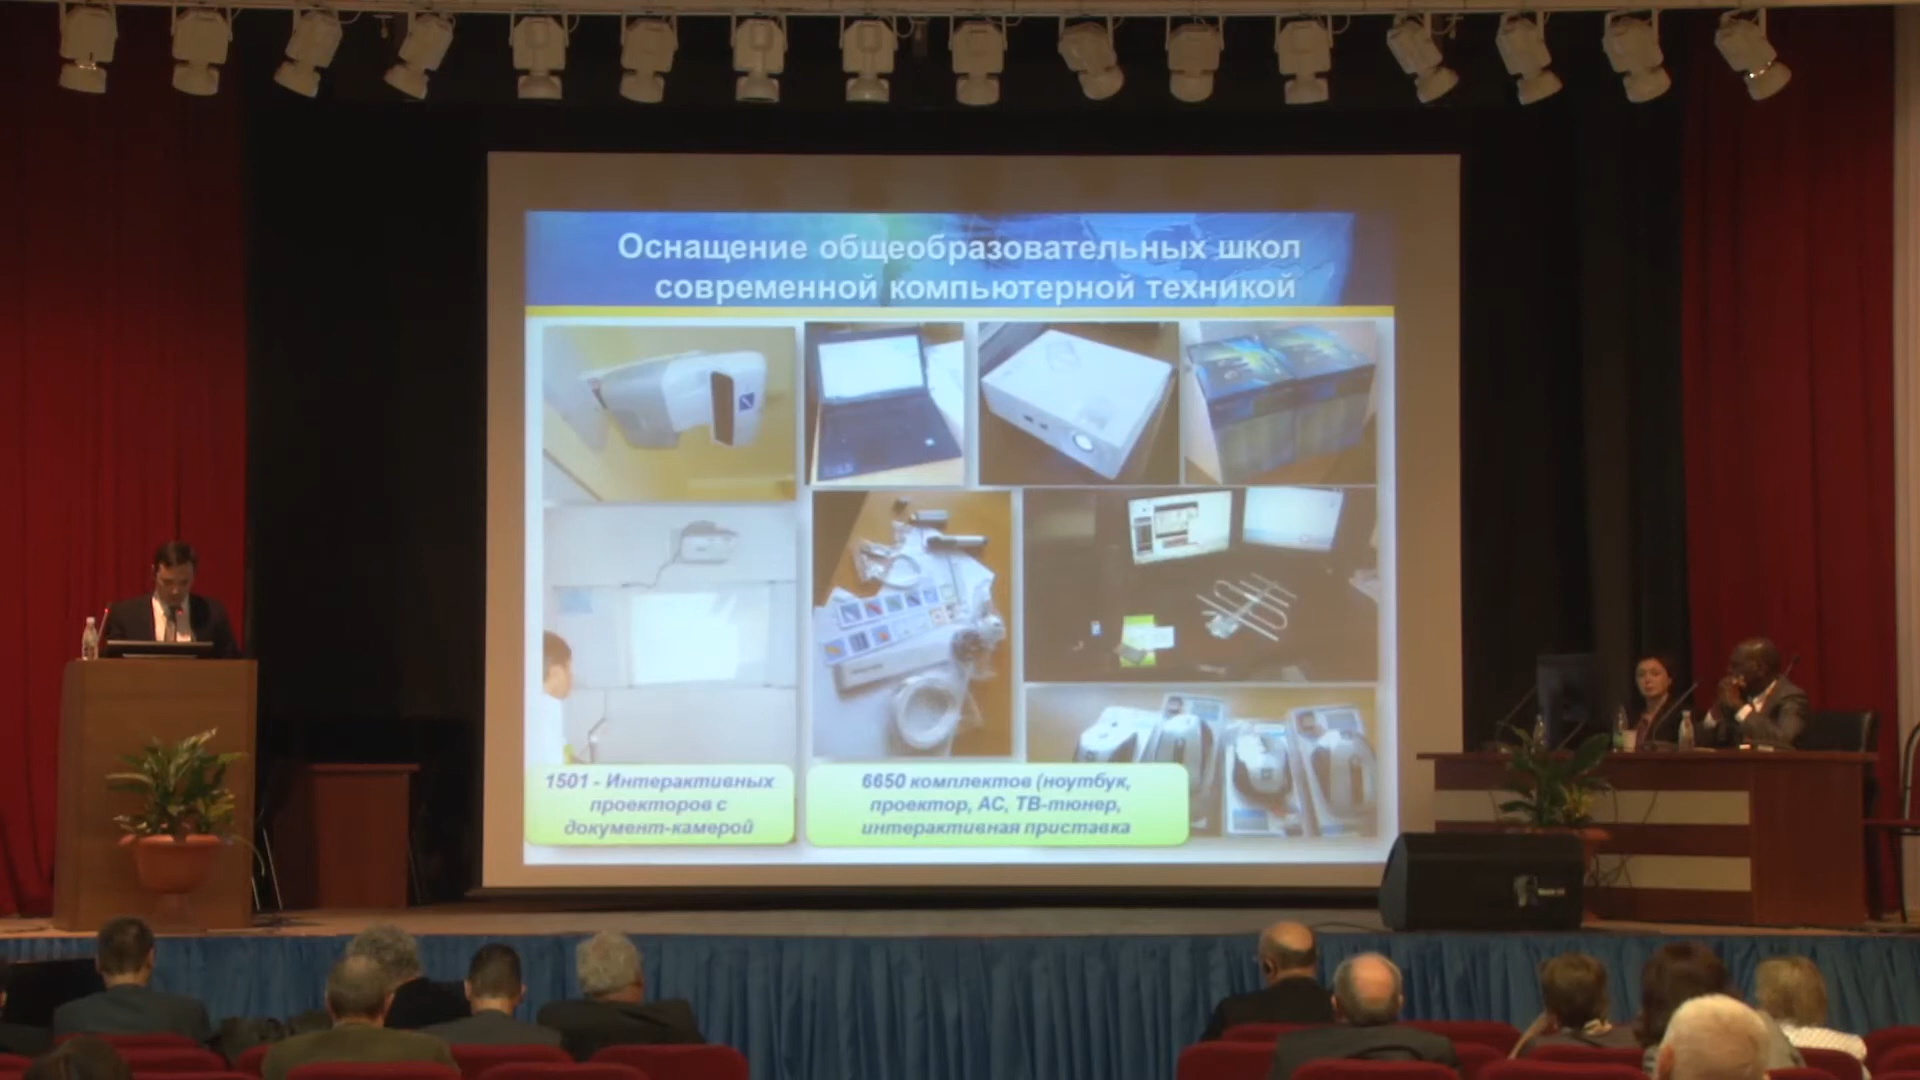 Оснащение общеобразовательных школ
современной компьютерной техникой
1501 - Интерактивных
проекторов с
документ-камерой
6650 комплектов (ноутбук,
проектор, АС, ТВ-тюнер,
интерактивная приставка